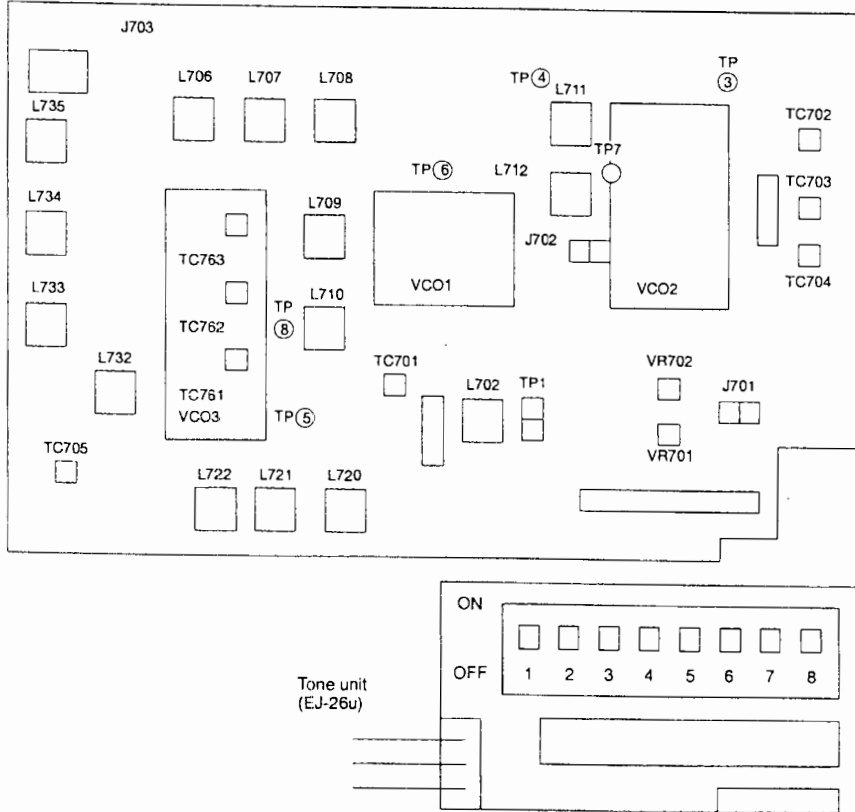 J703
L706 L707 L708
TP④
L711
TP
③
L735
TC702
TP7
TP⑥
L712
TC703
L734
L709
J702
TC763
VCO1
VCO2
TC704
L733
TP
⑧
L710
TC762
L732
TC701
L702
TP1
VR702
J701
TC761
VCO3
TP⑤
TC705
VR701
L722 L721 L720
ON
OFF 1 2 3 4 5 6 7 8
Tone unit
(EJ-26u)